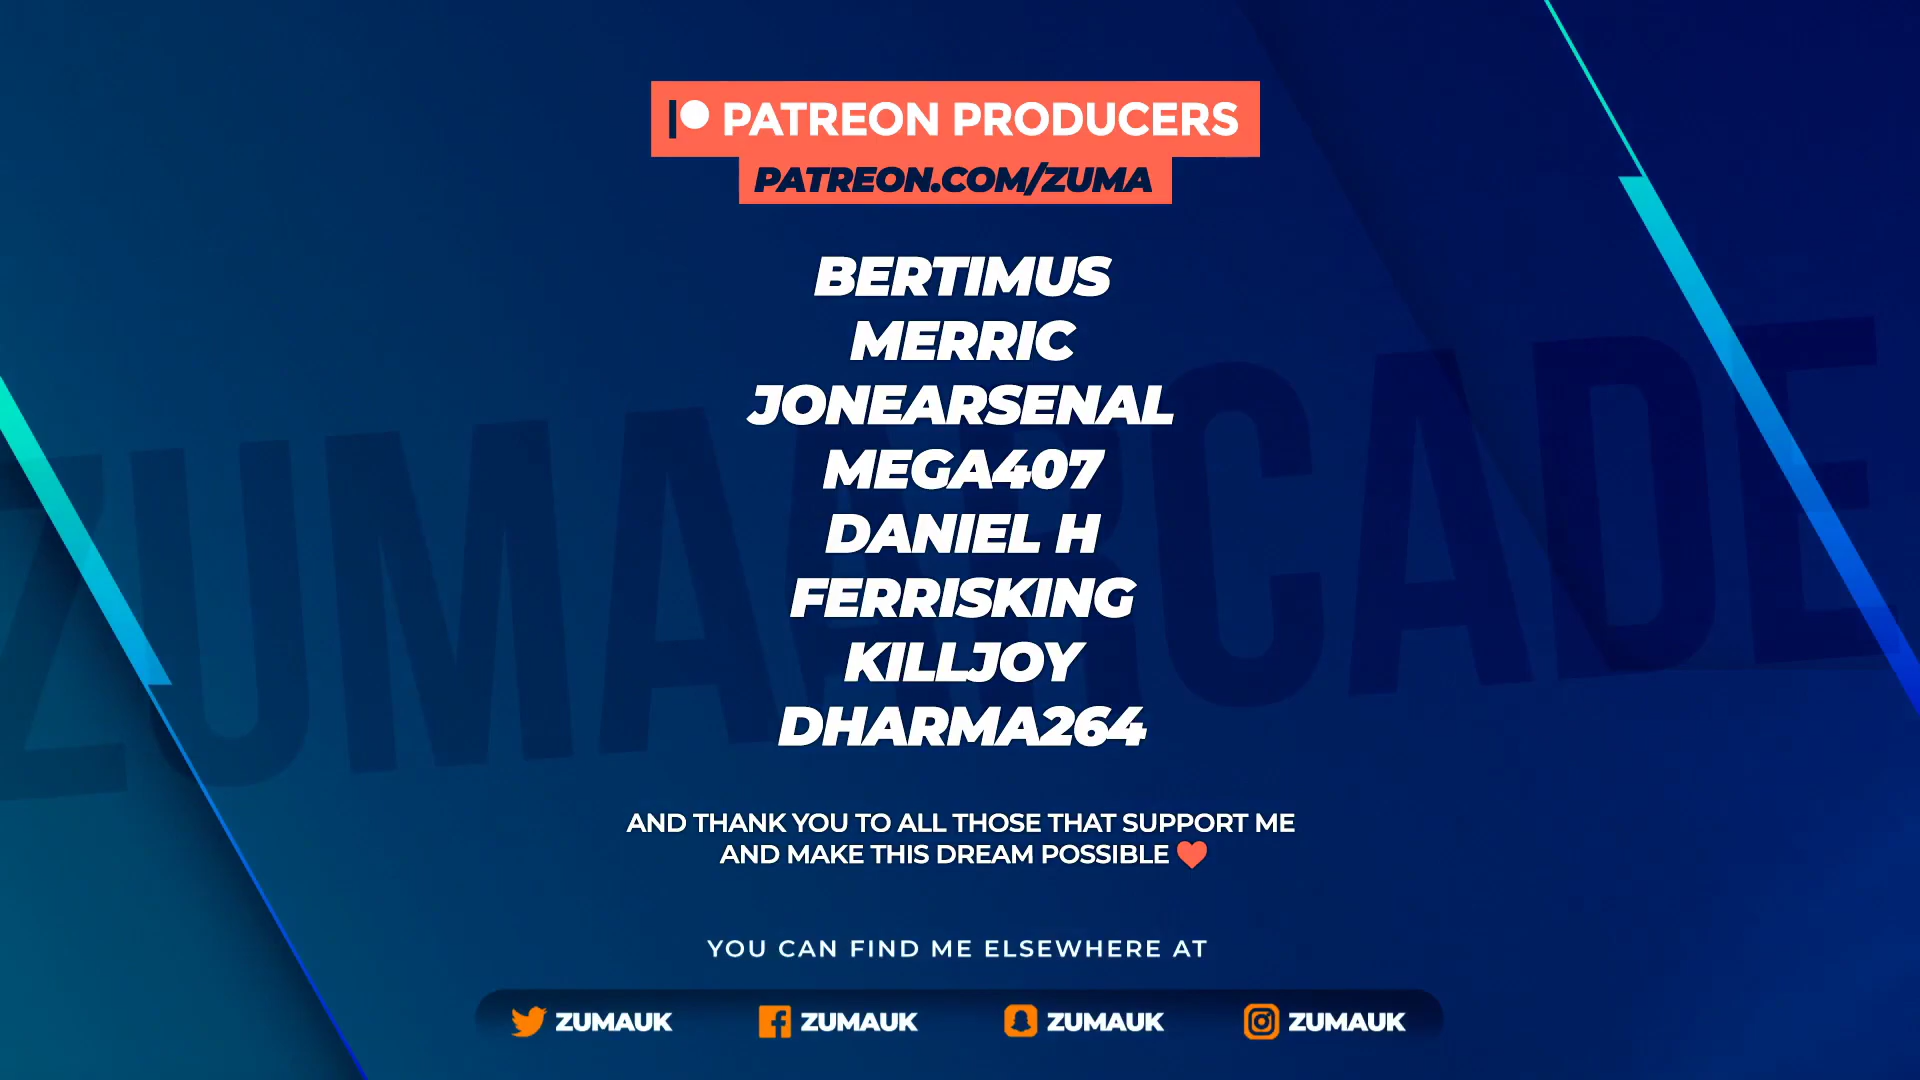 PATREON PRODUCERS
PATREON.COM/ZUMA
BERTIMUS
MERRIC
JONEARSENAL
MEGA407
DANIEL H
FERRISKING
KILLJOY
DHARMA264
ZUMAARCADE
AND THANK YOU TO ALL THOSE THAT SUPPORT ME
AND MAKE THIS DREAM POSSIBLE
YOU CAN FIND ME ELSEWHERE AT
ZUMAUK ZUMAUK ZUMAUK ZUMAUK